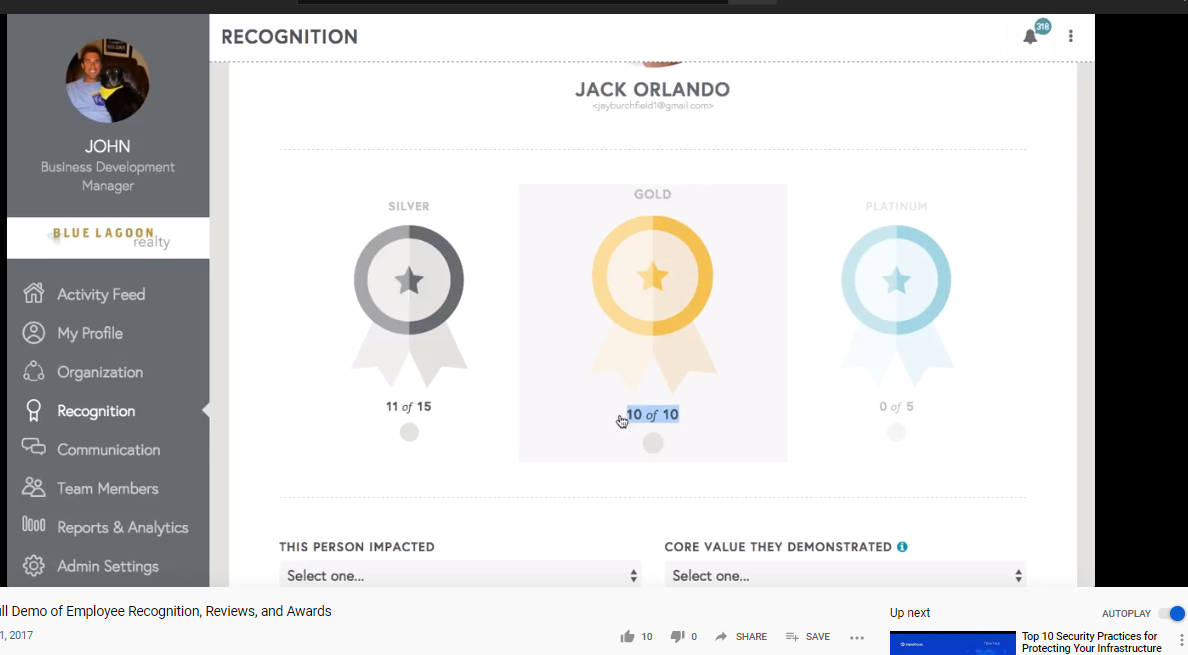 RECOGNITION
318
JOHN
Business Development
Manager
BLUE LAGOON
realty
Activity Feed
My Profile
Organization
Recognition
Communication
Team Members
Reports & Analytics
Admin Settings
JACK ORLANDO
<jayburchfield1@gmail.com>
SILVER
11 of 15
GOLD
10 of 10
PLATINUM
0 of 5
THIS PERSON IMPACTED
Select one...
CORE VALUE THEY DEMONSTRATED
Select one...
ll Demo of Employee Recognition, Reviews, and Awards
1, 2017
10
0
SHARE
SAVE
Up next
AUTOPLAY
Top 10 Security Practices for
Protecting Your Infrastructure